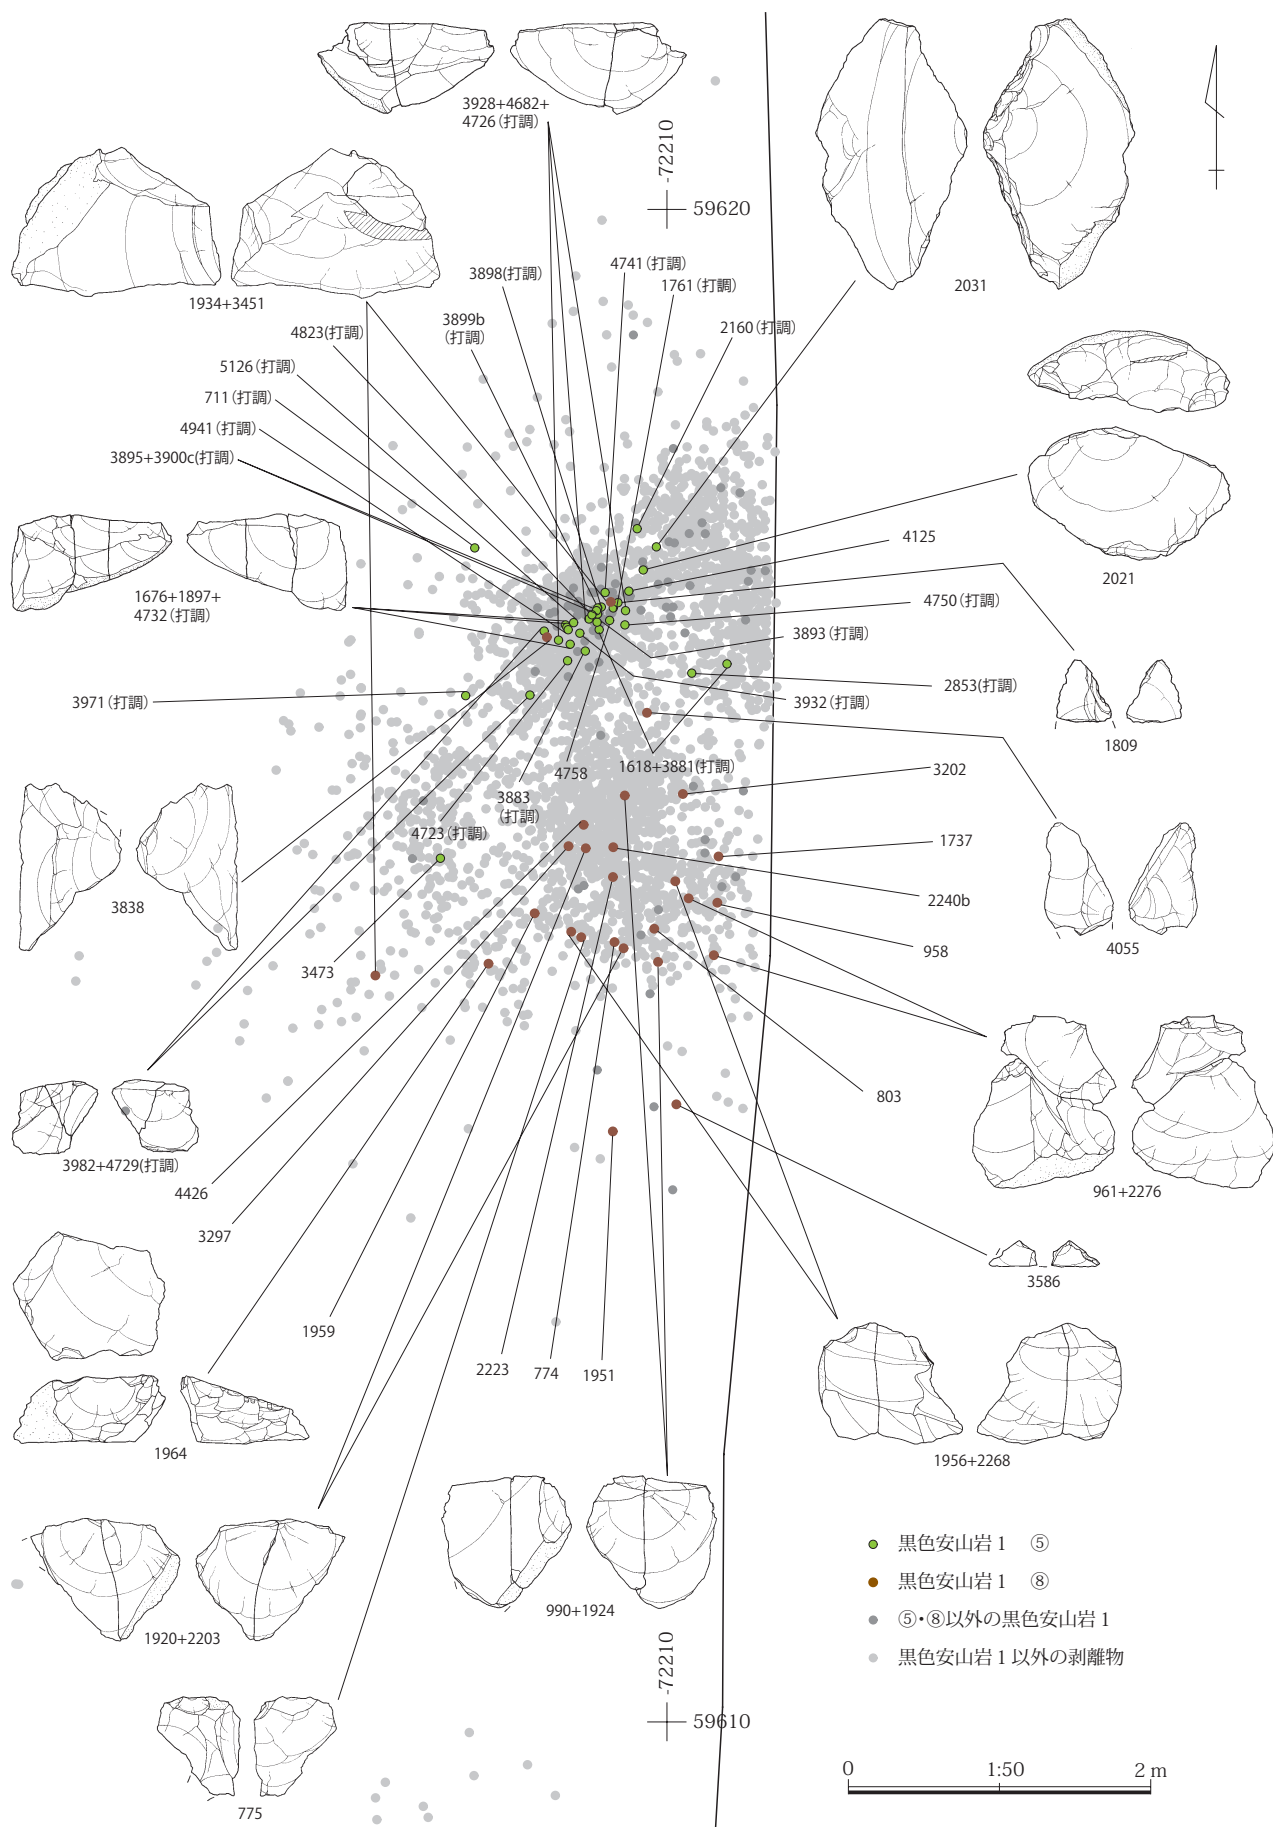 3928+4682+
4726(打調)
-72210
59620
2031
1934+3451
3898(打調)
4741(打調)
1761(打調)
3899b
(打調)
2160(打調)
4823(打調)
5126(打調)
711(打調)
4941(打調)
3895+3900c(打調)
2021
4125
1676+1897+
4732(打調)
4750(打調)
3893(打調)
2853(打調)
3932(打調)
3971(打調)
1809
4758
1618+3881(打調)
3202
3883
(打調)
4723(打調)
1737
2240b
3838
958
4055
3473
803
3982+4729(打調)
4426
961+2276
3297
3586
1959
2223
774
1951
1964
1956+2268
990+1924
1920+2203
黒色安山岩 1 ⑤
黒色安山岩 1 ⑧
⑤・⑧以外の黒色安山岩 1
黒色安山岩 1 以外の剥離物
-72210
59610
775
0 1:50 2 m